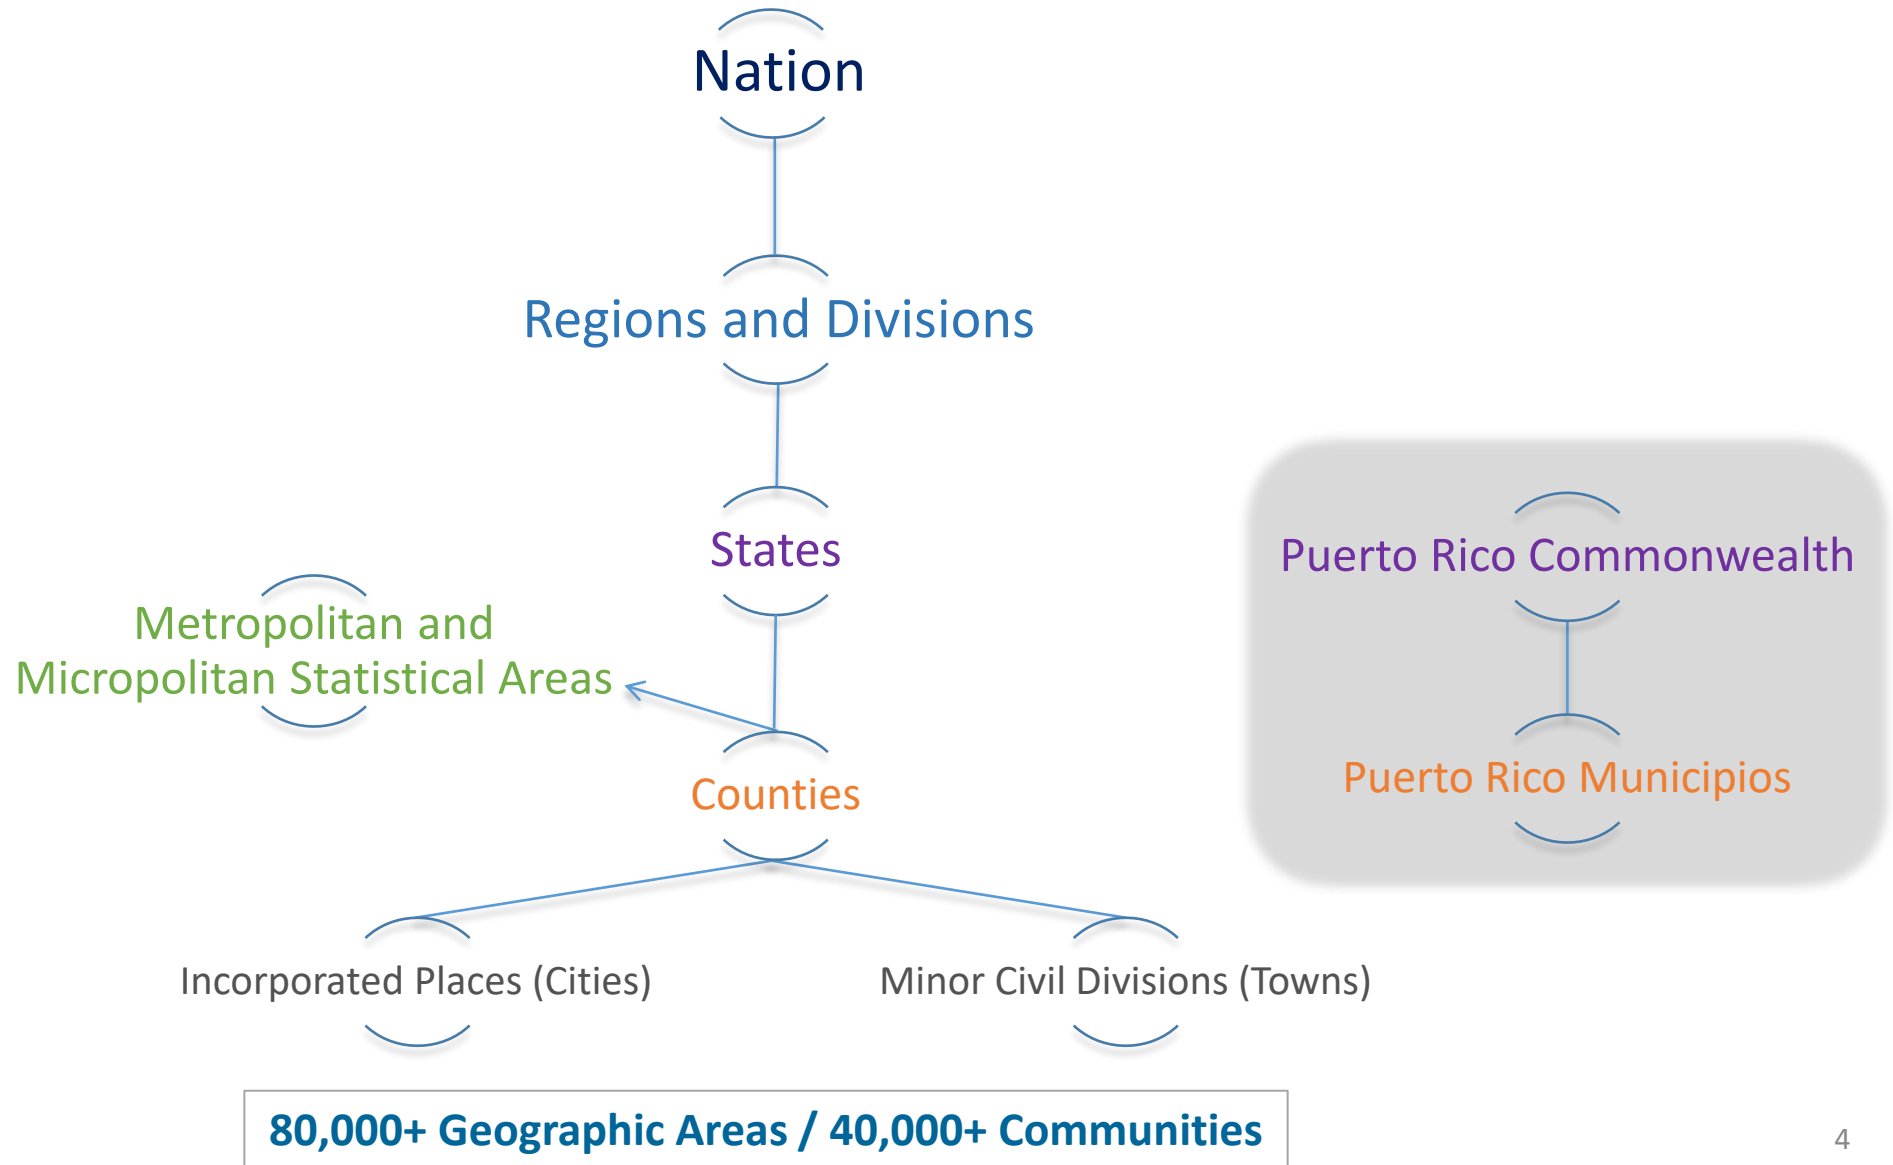 Nation
Regions and Divisions
States
Metropolitan and
Micropolitan Statistical Areas
Counties
Incorporated Places (Cities)
Minor Civil Divisions (Towns)
Puerto Rico Commonwealth
Puerto Rico Municipios
80,000+ Geographic Areas / 40,000+ Communities
4